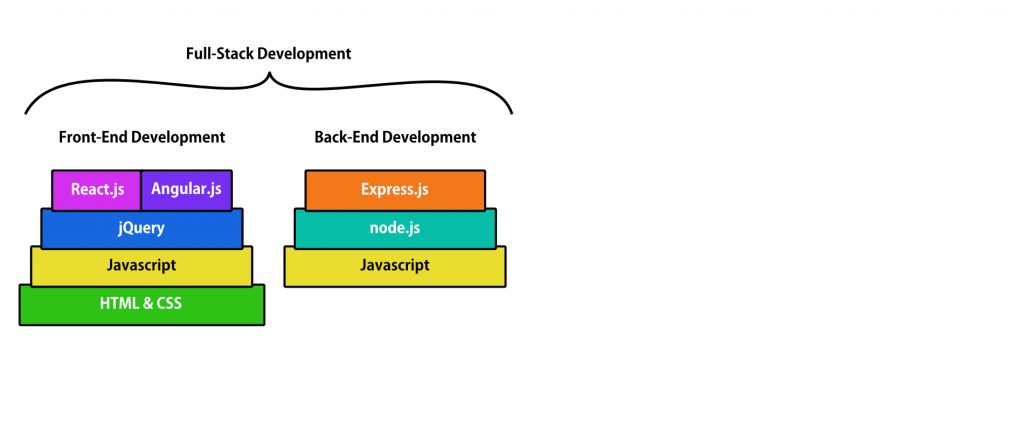 Full-Stack Development
Front-End Development
React.js
Angular.js
jQuery
Javascript
HTML & CSS
Back-End Development
Express.js
node.js
Javascript